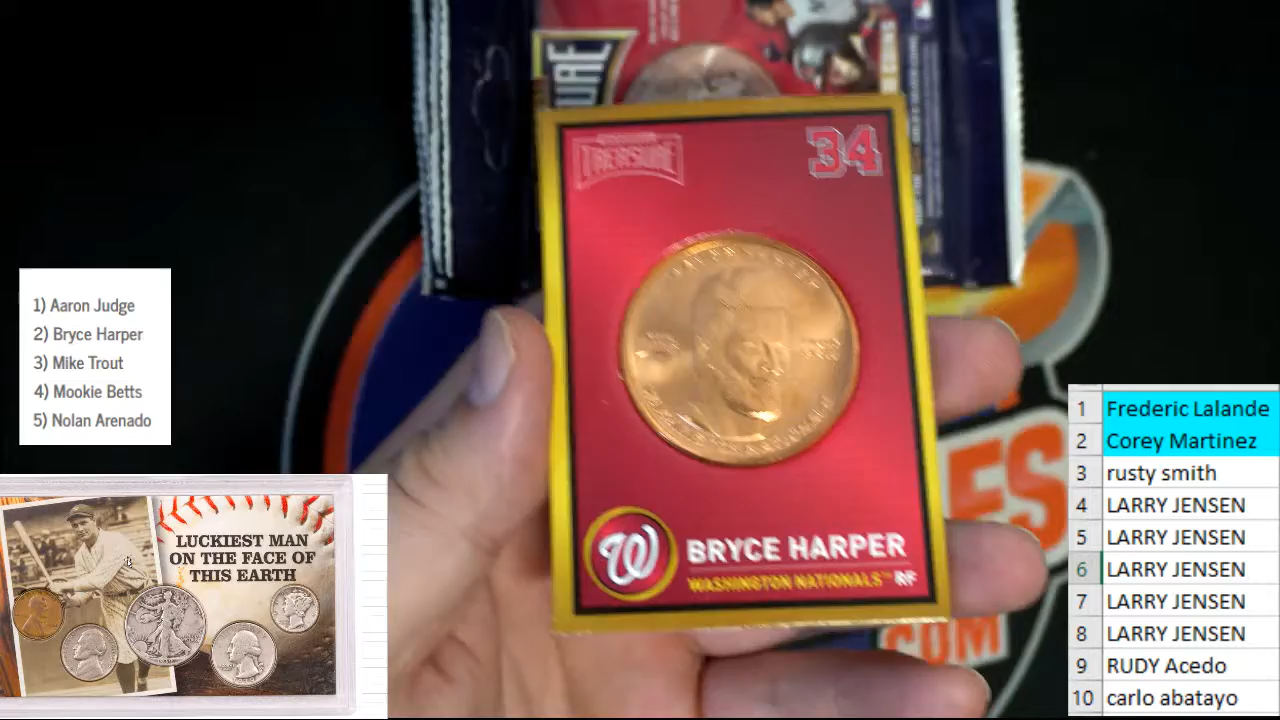 1) Aaron Judge
2) Bryce Harper
3) Mike Trout
4) Mookie Betts
5) Nolan Arenado
LUCKIEST MAN
ON THE FACE OF
THIS EARTH
TREASURE
34
BRYCE HARPER
WASHINGTON NATIONALS™ RF
1 Frederic Lalande
2 Corey Martinez
3 rusty smith
4 LARRY JENSEN
5 LARRY JENSEN
6 LARRY JENSEN
7 LARRY JENSEN
8 LARRY JENSEN
9 RUDY Acedo
10 carlo abatayo
COM